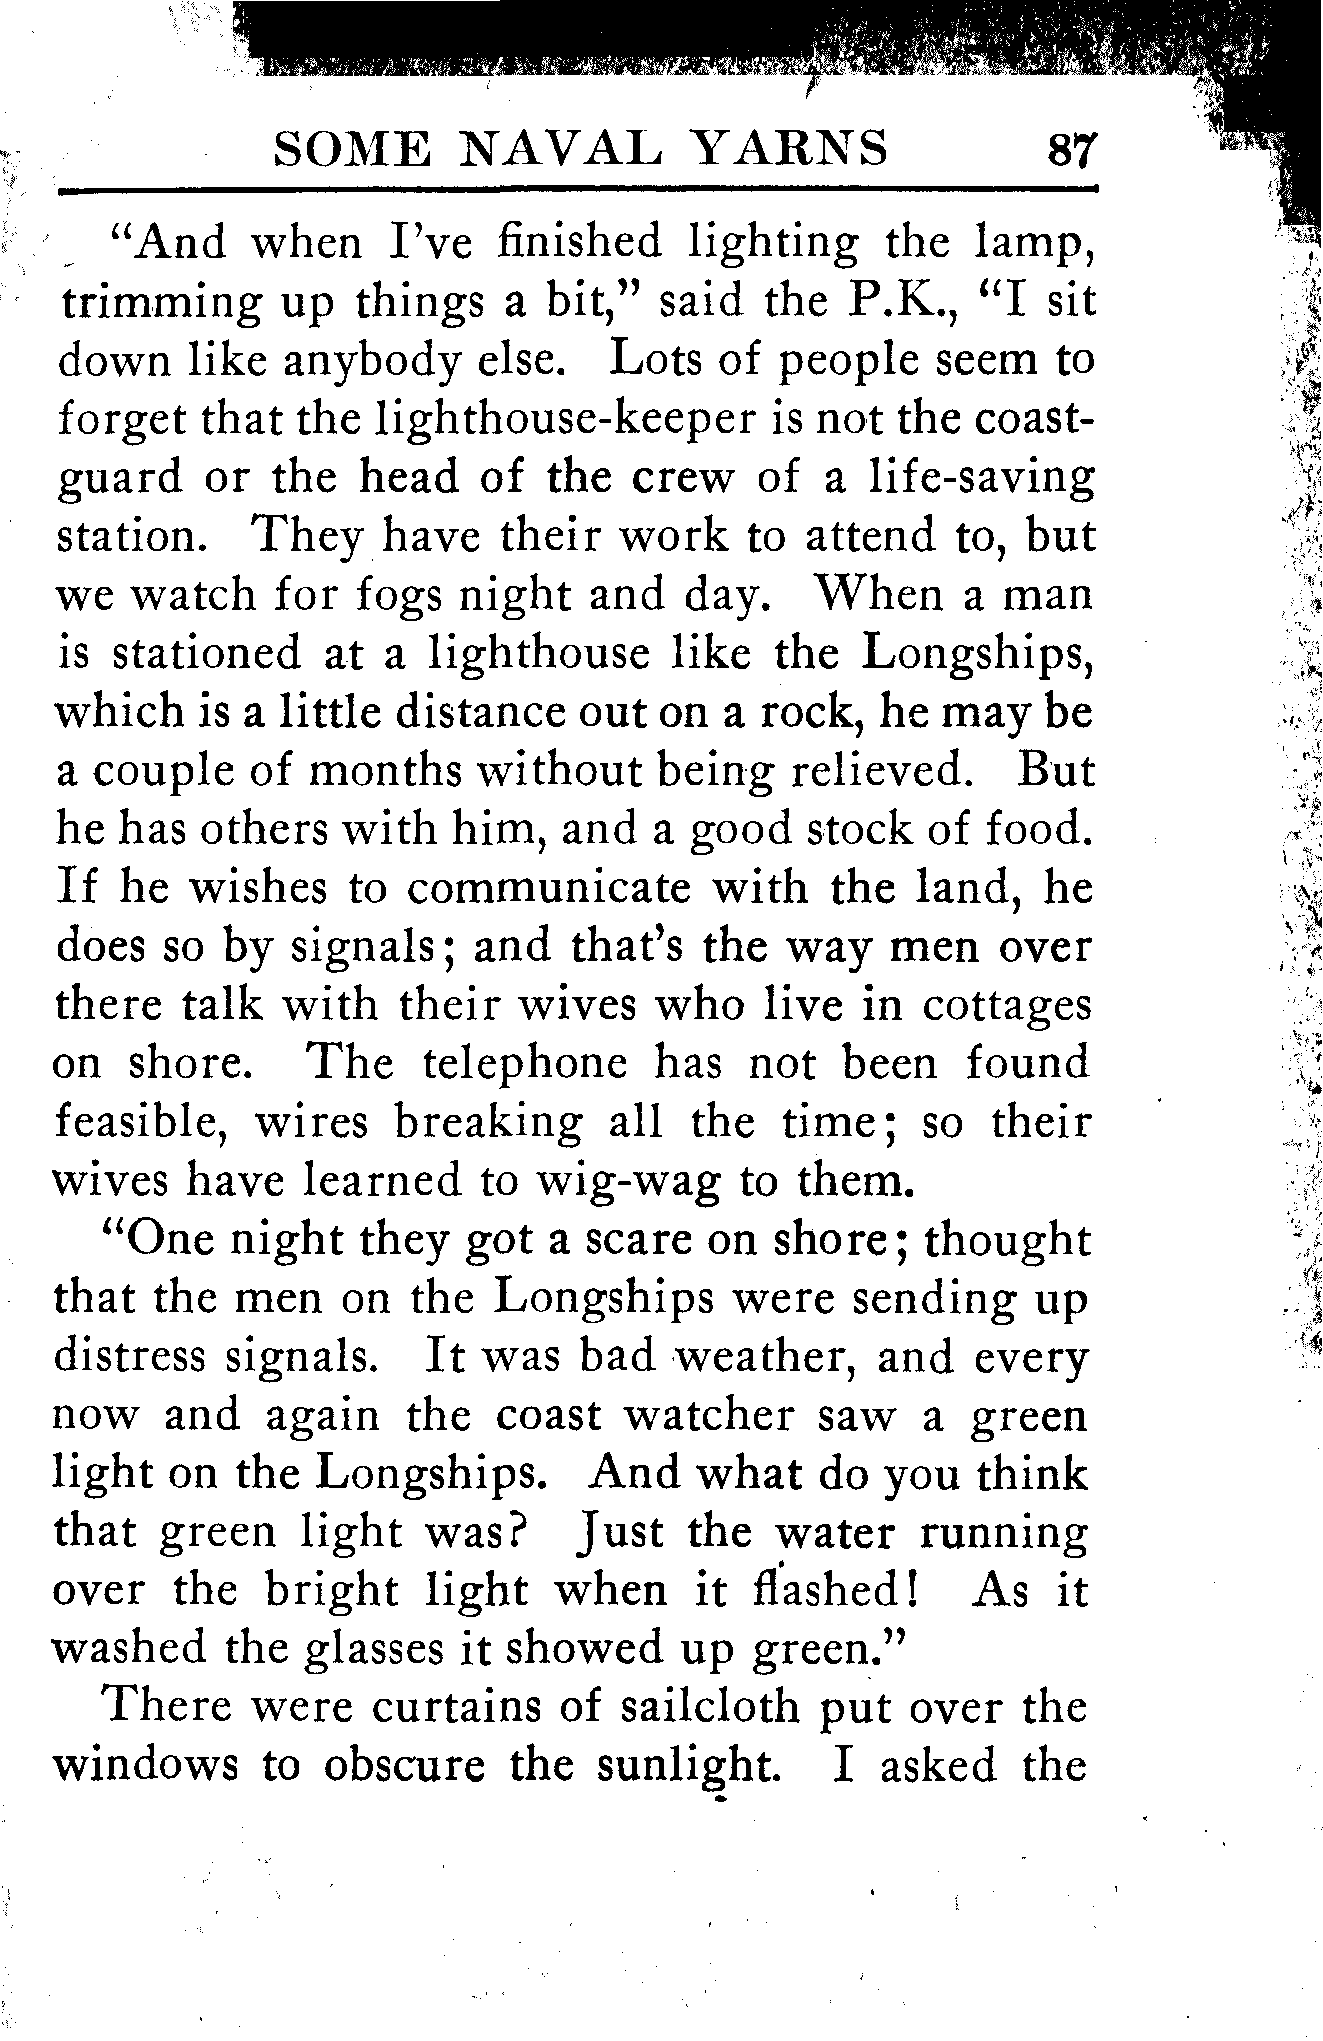 SOME NAVAL YARNS 87
“And when I’ve finished lighting the lamp,
trimming up things a bit,” said the P.K., “I sit
down like anybody else. Lots of people seem to
forget that the lighthouse-keeper is not the coast-
guard or the head of the crew of a life-saving
station. They have their work to attend to, but
we watch for fogs night and day. When a man
is stationed at a lighthouse like the Longships,
which is a little distance out on a rock, he may be
a couple of months without being relieved. But
he has others with him, and a good stock of food.
If he wishes to communicate with the land, he
does so by signals; and that’s the way men over
there talk with their wives who live in cottages
on shore. The telephone has not been found
feasible, wires breaking all the time; so their
wives have learned to wig-wag to them.
“One night they got a scare on shore; thought
that the men on the Longships were sending up
distress signals. It was bad weather, and every
now and again the coast watcher saw a green
light on the Longships. And what do you think
that green light was? Just the water running
over the bright light when it flashed! As it
washed the glasses it showed up green.”
There were curtains of sailcloth put over the
windows to obscure the sunlight. I asked the